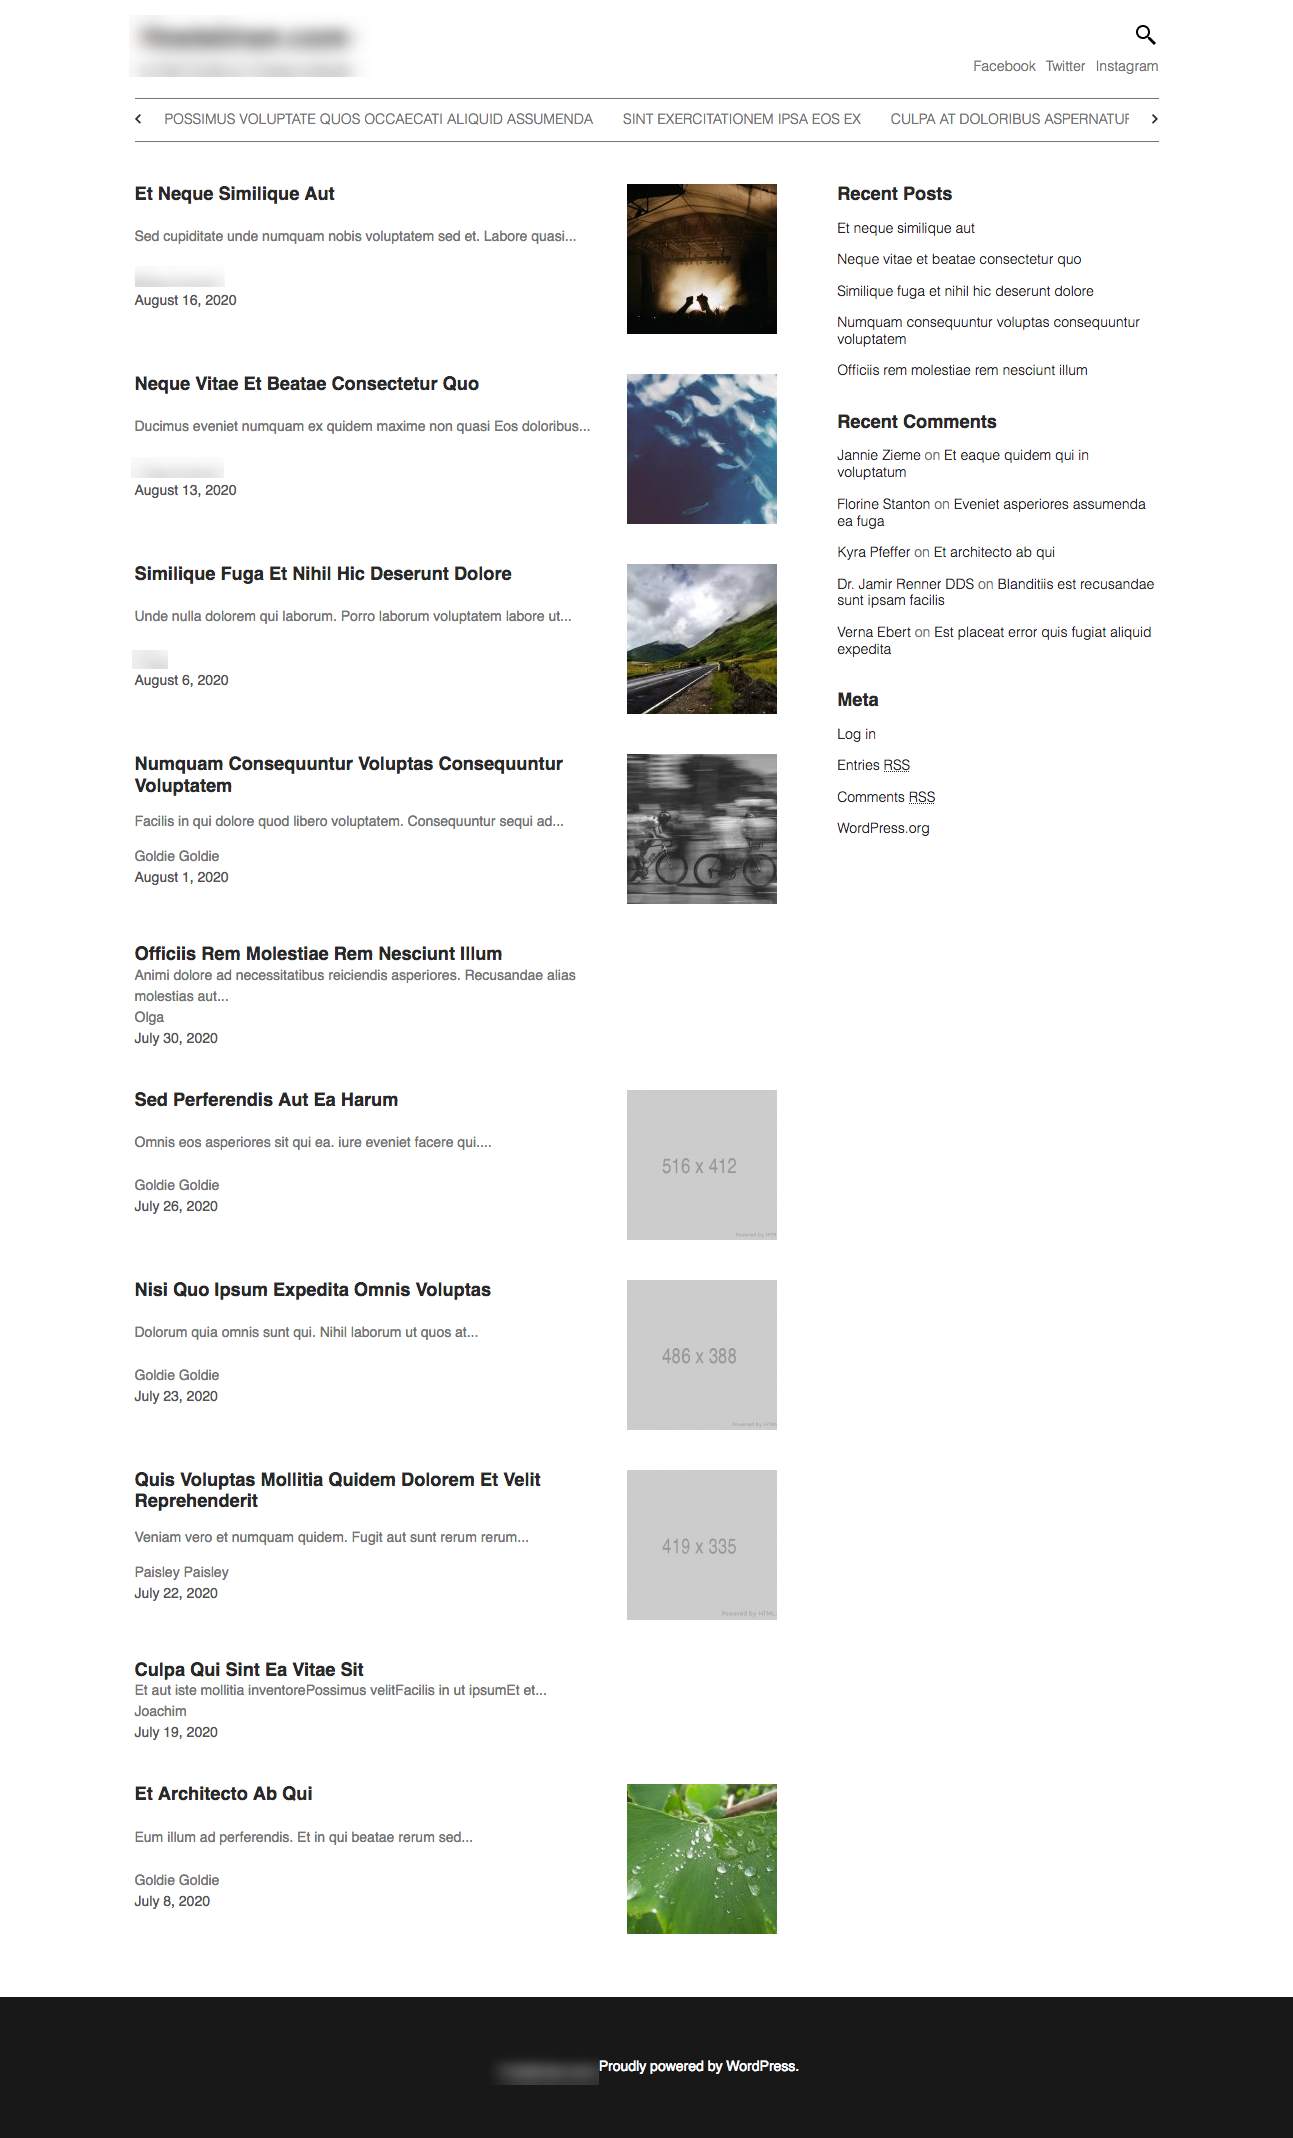 Facebook Twitter Instagram
POSSIMUS VOLUPTATE QUOS OCCAECATI ALIQUID ASSUMENDA SINT EXERCITATIONEM IPSA EOS EX CULPA AT DOLORIBUS ASPERNATUR
Et Neque Similique Aut
Sed cupiditate unde numquam nobis voluptatem sed et. Labore quasi...
August 16, 2020
Neque Vitae Et Beatae Consectetur Quo
Ducimus eveniet numquam ex quidem maxime non quasi Eos doloribus...
August 13, 2020
Similique Fuga Et Nihil Hic Deserunt Dolore
Unde nulla dolorem qui laborum. Porro laborum voluptatem labore ut...
August 6, 2020
Numquam Consequuntur Voluptas Consequuntur
Voluptatem
Facilis in qui dolore quod libero voluptatem. Consequuntur sequi ad...
Goldie Goldie
August 1, 2020
Officiis Rem Molestiae Rem Nesciunt Illum
Animi dolore ad necessitatibus reiciendis asperiores. Recusandae alias
molestias aut...
Olga
July 30, 2020
Sed Perferendis Aut Ea Harum
Omnis eos asperiores sit qui ea. iure eveniet facere qui....
Goldie Goldie
July 26, 2020
516 x 412
Powered by HTM
Nisi Quo Ipsum Expedita Omnis Voluptas
Dolorum quia omnis sunt qui. Nihil laborum ut quos at...
Goldie Goldie
July 23, 2020
486 x 388
Powered by HTML
Quis Voluptas Mollitia Quidem Dolorem Et Velit
Reprehenderit
Veniam vero et numquam quidem. Fugit aut sunt rerum rerum...
Paisley Paisley
July 22, 2020
419 x 335
Powered by HTML
Culpa Qui Sint Ea Vitae Sit
Et aut iste mollitia inventorePossimus velitFacilis in ut ipsumEt et...
Joachim
July 19, 2020
Et Architecto Ab Qui
Eum illum ad perferendis. Et in qui beatae rerum sed...
Goldie Goldie
July 8, 2020
Recent Posts
Et neque similique aut
Neque vitae et beatae consectetur quo
Similique fuga et nihil hic deserunt dolore
Numquam consequuntur voluptas consequuntur
voluptatem
Officiis rem molestiae rem nesciunt illum
Recent Comments
Jannie Zieme on Et eaque quidem qui in
voluptatum
Florine Stanton on Eveniet asperiores assumenda
ea fuga
Kyra Pfeffer on Et architecto ab qui
Dr. Jamir Renner DDS on Blanditiis est recusandae
sunt ipsam facilis
Verna Ebert on Est placeat error quis fugiat aliquid
expedita
Meta
Log in
Entries RSS
Comments RSS
WordPress.org
Proudly powered by WordPress.